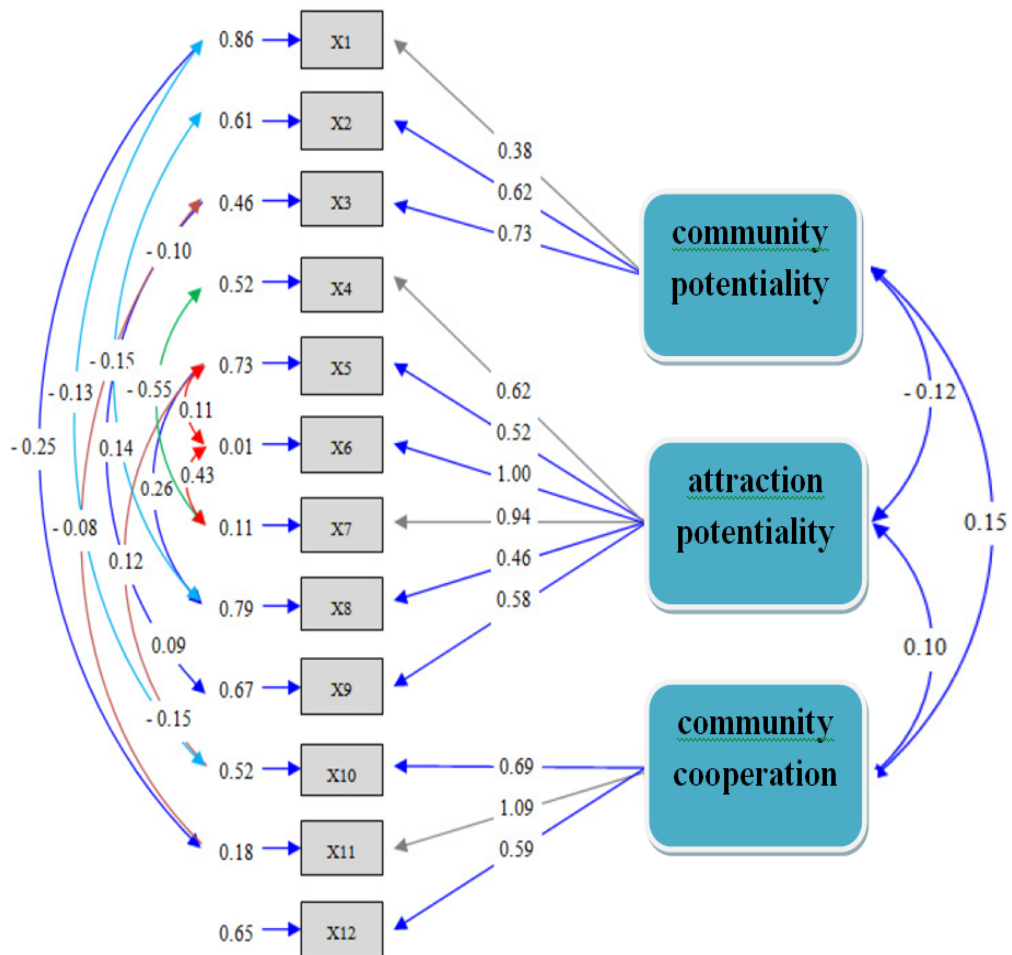 0.86
X1
0.38
0.61
X2
0.62
0.46
X3
0.73
community
potentiality
- 0.10
0.52
X4
- 0.15
0.73
X5
0.62
- 0.13
- 0.55
0.11
0.52
- 0.12
- 0.25
0.14
0.01
X6
1.00
0.43
0.26
attraction
potentiality
0.94
0.15
- 0.08
0.11
X7
0.46
0.12
0.58
0.79
X8
0.09
0.10
0.67
X9
- 0.15
community
cooperation
0.52
X10
0.69
1.09
0.18
X11
0.59
0.65
X12